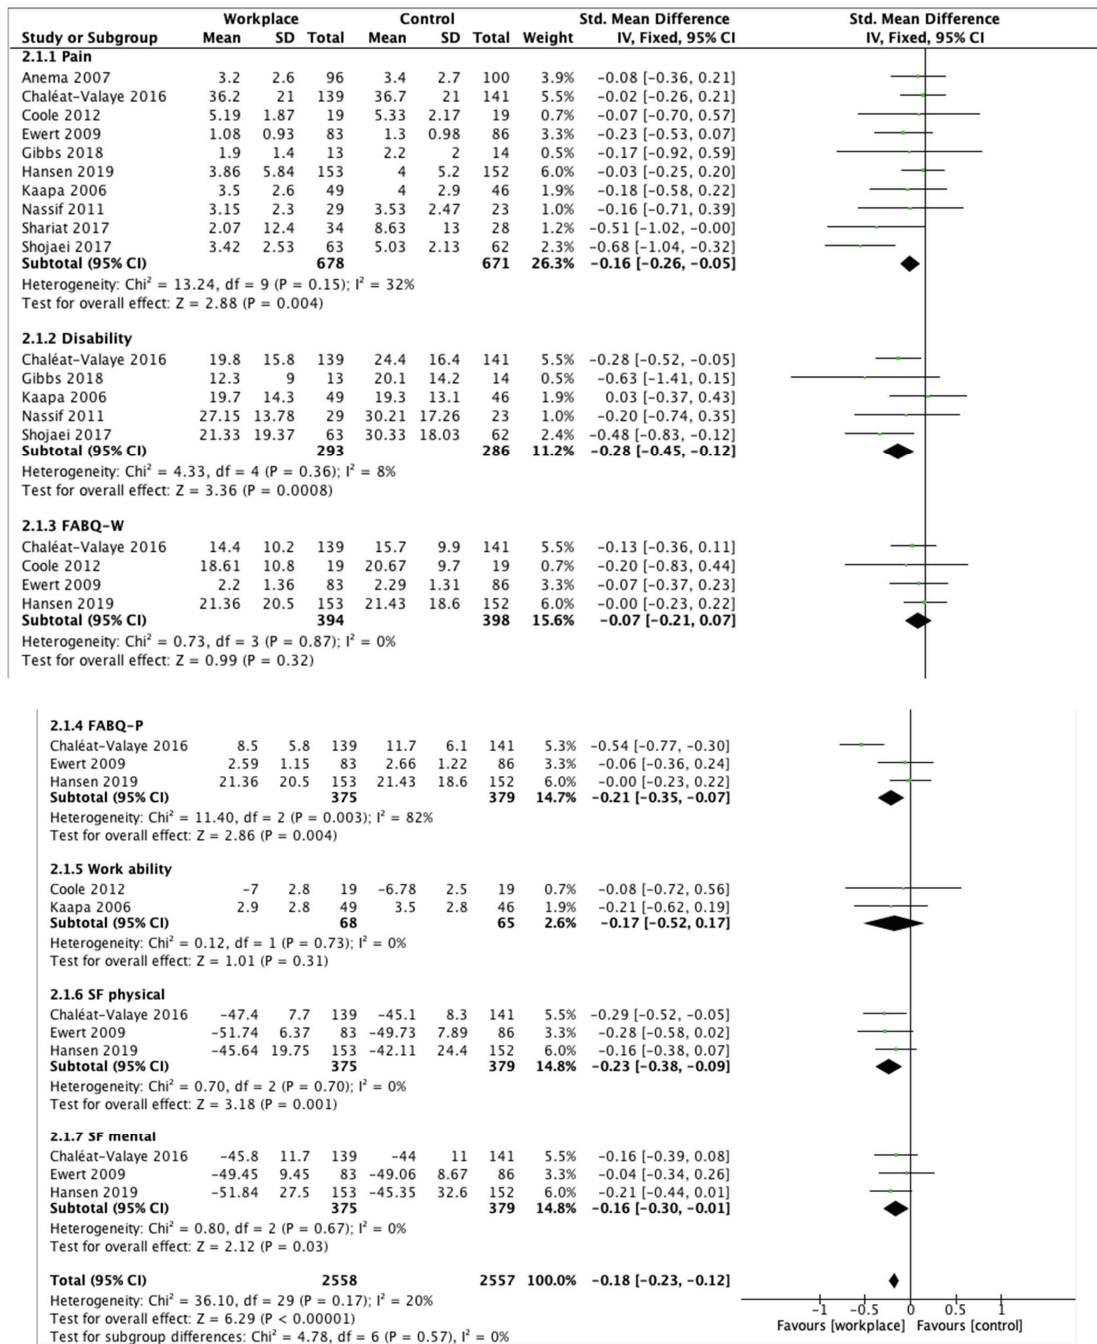 Workplace Control Std. Mean Difference Std. Mean Difference
Study or Subgroup Mean SD Total Mean SD Total Weight IV, Fixed, 95% CI IV, Fixed, 95% CI
2.1.1 Pain
Anema 2007 3.2 2.6 96 3.4 2.7 100 3.9% −0.08 [−0.36, 0.21]
Chaléat-Valaye 2016 36.2 21 139 36.7 21 141 5.5% −0.02 [−0.26, 0.21]
Coole 2012 5.19 1.87 19 5.33 2.17 19 0.7% −0.07 [−0.70, 0.57]
Ewert 2009 1.08 0.93 83 1.3 0.98 86 3.3% −0.23 [−0.53, 0.07]
Gibbs 2018 1.9 1.4 13 2.2 2 14 0.5% −0.17 [−0.92, 0.59]
Hansen 2019 3.86 5.84 153 4 5.2 152 6.0% −0.03 [−0.25, 0.20]
Kaapa 2006 3.5 2.6 49 4 2.9 46 1.9% −0.18 [−0.58, 0.22]
Nassif 2011 3.15 2.3 29 3.53 2.47 23 1.0% −0.16 [−0.71, 0.39]
Shariat 2017 2.07 12.4 34 8.63 13 28 1.2% −0.51 [−1.02, −0.00]
Shojaei 2017 3.42 2.53 63 5.03 2.13 62 2.3% −0.68 [−1.04, −0.32]
Subtotal (95% CI) 678 671 26.3% −0.16 [−0.26, −0.05]
Heterogeneity: Chi² = 13.24, df = 9 (P = 0.15); I² = 32%
Test for overall effect: Z = 2.88 (P = 0.004)
2.1.2 Disability
Chaléat-Valaye 2016 19.8 15.8 139 24.4 16.4 141 5.5% −0.28 [−0.52, −0.05]
Gibbs 2018 12.3 9 13 20.1 14.2 14 0.5% −0.63 [−1.41, 0.15]
Kaapa 2006 19.7 14.3 49 19.3 13.1 46 1.9% 0.03 [−0.37, 0.43]
Nassif 2011 27.15 13.78 29 30.21 17.26 23 1.0% −0.20 [−0.74, 0.35]
Shojaei 2017 21.33 19.37 63 30.33 18.03 62 2.4% −0.48 [−0.83, −0.12]
Subtotal (95% CI) 293 286 11.2% −0.28 [−0.45, −0.12]
Heterogeneity: Chi² = 4.33, df = 4 (P = 0.36); I² = 8%
Test for overall effect: Z = 3.36 (P = 0.0008)
2.1.3 FABQ-W
Chaléat-Valaye 2016 14.4 10.2 139 15.7 9.9 141 5.5% −0.13 [−0.36, 0.11]
Coole 2012 18.61 10.8 19 20.67 9.7 19 0.7% −0.20 [−0.83, 0.44]
Ewert 2009 2.2 1.36 83 2.29 1.31 86 3.3% −0.07 [−0.37, 0.23]
Hansen 2019 21.36 20.5 153 21.43 18.6 152 6.0% −0.00 [−0.23, 0.22]
Subtotal (95% CI) 394 398 15.6% −0.07 [−0.21, 0.07]
Heterogeneity: Chi² = 0.73, df = 3 (P = 0.87); I² = 0%
Test for overall effect: Z = 0.99 (P = 0.32)
2.1.4 FABQ-P
Chaléat-Valaye 2016 8.5 5.8 139 11.7 6.1 141 5.3% −0.54 [−0.77, −0.30]
Ewert 2009 2.59 1.15 83 2.66 1.22 86 3.3% −0.06 [−0.36, 0.24]
Hansen 2019 21.36 20.5 153 21.43 18.6 152 6.0% −0.00 [−0.23, 0.22]
Subtotal (95% CI) 375 379 14.7% −0.21 [−0.35, −0.07]
Heterogeneity: Chi² = 11.40, df = 2 (P = 0.003); I² = 82%
Test for overall effect: Z = 2.86 (P = 0.004)
2.1.5 Work ability
Coole 2012 −7 2.8 19 −6.78 2.5 19 0.7% −0.08 [−0.72, 0.56]
Kaapa 2006 2.9 2.8 49 3.5 2.8 46 1.9% −0.21 [−0.62, 0.19]
Subtotal (95% CI) 68 65 2.6% −0.17 [−0.52, 0.17]
Heterogeneity: Chi² = 0.12, df = 1 (P = 0.73); I² = 0%
Test for overall effect: Z = 1.01 (P = 0.31)
2.1.6 SF physical
Chaléat-Valaye 2016 −47.4 7.7 139 −45.1 8.3 141 5.5% −0.29 [−0.52, −0.05]
Ewert 2009 −51.74 6.37 83 −49.73 7.89 86 3.3% −0.28 [−0.58, 0.02]
Hansen 2019 −45.64 19.75 153 −42.11 24.4 152 6.0% −0.16 [−0.38, 0.07]
Subtotal (95% CI) 375 379 14.8% −0.23 [−0.38, −0.09]
Heterogeneity: Chi² = 0.70, df = 2 (P = 0.70); I² = 0%
Test for overall effect: Z = 3.18 (P = 0.001)
2.1.7 SF mental
Chaléat-Valaye 2016 −45.8 11.7 139 −44 11 141 5.5% −0.16 [−0.39, 0.08]
Ewert 2009 −49.45 9.45 83 −49.06 8.67 86 3.3% −0.04 [−0.34, 0.26]
Hansen 2019 −51.84 27.5 153 −45.35 32.6 152 6.0% −0.21 [−0.44, 0.01]
Subtotal (95% CI) 375 379 14.8% −0.16 [−0.30, −0.01]
Heterogeneity: Chi² = 0.80, df = 2 (P = 0.67); I² = 0%
Test for overall effect: Z = 2.12 (P = 0.03)
Total (95% CI) 2558 2557 100.0% −0.18 [−0.23, −0.12]
Heterogeneity: Chi² = 36.10, df = 29 (P = 0.17); I² = 20%
Test for overall effect: Z = 6.29 (P < 0.00001)
Test for subgroup differences: Chi² = 4.78, df = 6 (P = 0.57), I² = 0%
−1 −0.5 0 0.5 1
Favours [workplace] Favours [control]